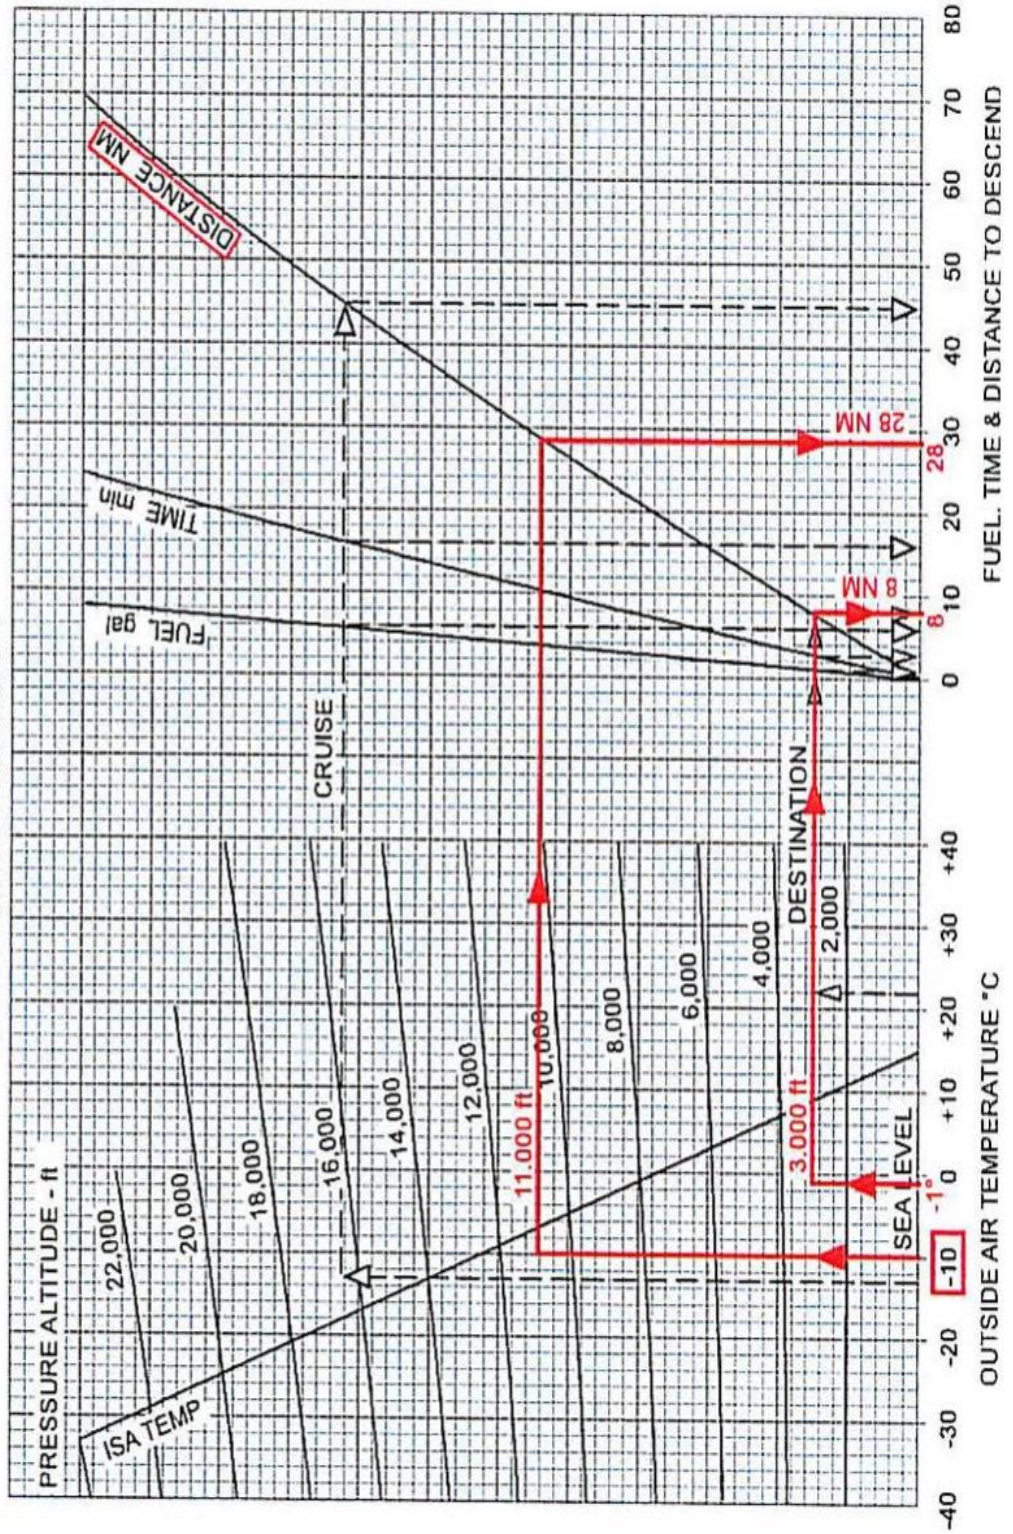 PRESSURE ALTITUDE - ft
ISA TEMP
22,000
20,000
18,000
16,000
14,000
12,000
10,000
8,000
6,000
4,000
2,000
SEA LEVEL
11.000 ft
3.000 ft
CRUISE
DESTINATION
FUEL gal
TIME min
DISTANCE NM
28 NM
8 NM
28
8
-1°
-40 -30 -20 -10 0 +10 +20 +30 +40
0 10 20 30 40 50 60 70 80
OUTSIDE AIR TEMPERATURE °C
FUEL. TIME & DISTANCE TO DESCEND